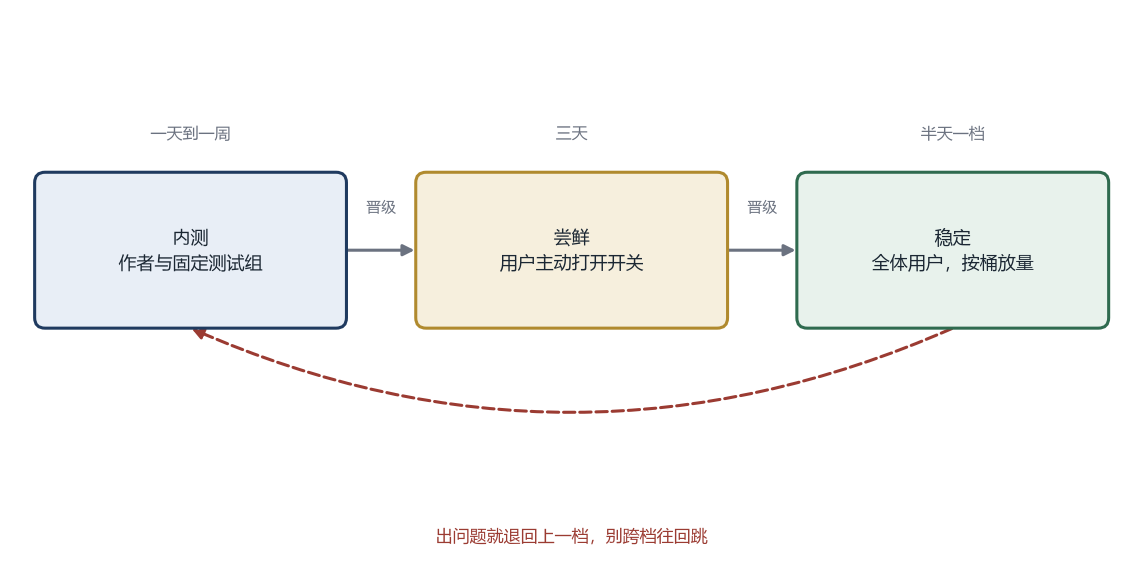 一天到一周
三天
半天一档
内测
作者与固定测试组
晋级
尝鲜
用户主动打开开关
晋级
稳定
全体用户，按桶放量
出问题就退回上一档，别跨档往回跳